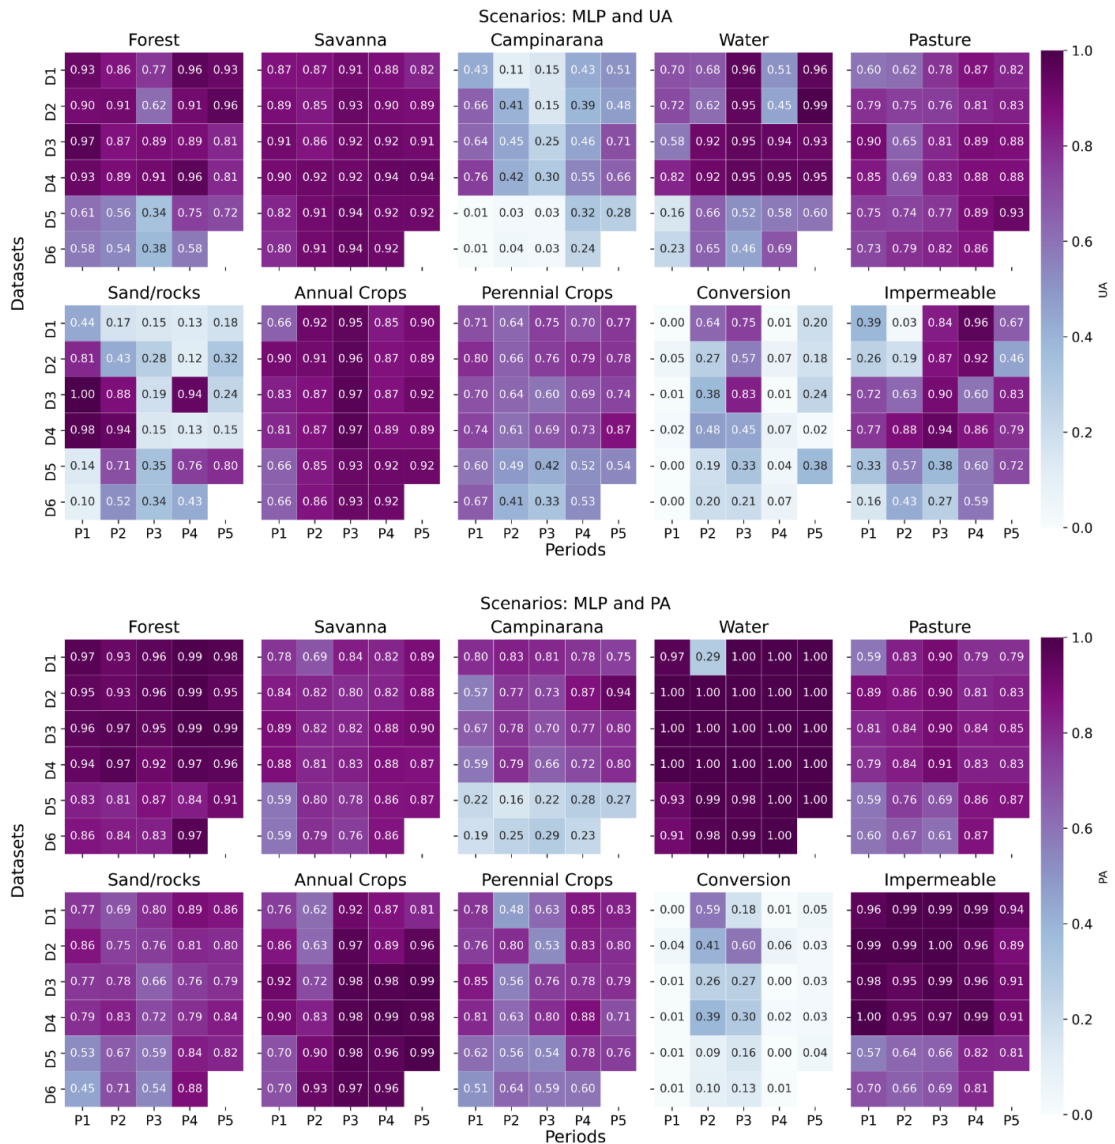 Scenarios: MLP and UA
Forest Savanna Campinarana Water Pasture
D1 0.93 0.86 0.77 0.96 0.93 0.87 0.87 0.91 0.88 0.82 0.43 0.11 0.15 0.43 0.51 0.70 0.68 0.96 0.51 0.96 0.60 0.62 0.78 0.87 0.82
D2 0.90 0.91 0.62 0.91 0.96 0.89 0.85 0.93 0.90 0.89 0.66 0.41 0.15 0.39 0.48 0.72 0.62 0.95 0.45 0.99 0.79 0.75 0.76 0.81 0.83
D3 0.97 0.87 0.89 0.89 0.81 0.91 0.86 0.92 0.92 0.91 0.64 0.45 0.25 0.46 0.71 0.58 0.92 0.95 0.94 0.93 0.90 0.65 0.81 0.89 0.88
D4 0.93 0.89 0.91 0.96 0.81 0.90 0.92 0.92 0.94 0.94 0.76 0.42 0.30 0.55 0.66 0.82 0.92 0.95 0.95 0.95 0.85 0.69 0.83 0.88 0.88
D5 0.61 0.56 0.34 0.75 0.72 0.82 0.91 0.94 0.92 0.92 0.01 0.03 0.03 0.32 0.28 0.16 0.66 0.52 0.58 0.60 0.75 0.74 0.77 0.89 0.93
D6 0.58 0.54 0.38 0.58 0.80 0.91 0.94 0.92 0.01 0.04 0.03 0.24 0.23 0.65 0.46 0.69 0.73 0.79 0.82 0.86
Sand/rocks Annual Crops Perennial Crops Conversion Impermeable
D1 0.44 0.17 0.15 0.13 0.18 0.66 0.92 0.95 0.85 0.90 0.71 0.64 0.75 0.70 0.77 0.00 0.64 0.75 0.01 0.20 0.39 0.03 0.84 0.96 0.67
D2 0.81 0.43 0.28 0.12 0.32 0.90 0.91 0.96 0.87 0.89 0.80 0.66 0.76 0.79 0.78 0.05 0.27 0.57 0.07 0.18 0.26 0.19 0.87 0.92 0.46
D3 1.00 0.88 0.19 0.94 0.24 0.83 0.87 0.97 0.87 0.92 0.70 0.64 0.60 0.69 0.74 0.01 0.38 0.83 0.01 0.24 0.72 0.63 0.90 0.60 0.83
D4 0.98 0.94 0.15 0.13 0.15 0.81 0.87 0.97 0.89 0.89 0.74 0.61 0.69 0.73 0.87 0.02 0.48 0.45 0.07 0.02 0.77 0.88 0.94 0.86 0.79
D5 0.14 0.71 0.35 0.76 0.80 0.66 0.85 0.93 0.92 0.92 0.60 0.49 0.42 0.52 0.54 0.00 0.19 0.33 0.04 0.38 0.33 0.57 0.38 0.60 0.72
D6 0.10 0.52 0.34 0.43 0.66 0.86 0.93 0.92 0.67 0.41 0.33 0.53 0.00 0.20 0.21 0.07 0.16 0.43 0.27 0.59
P1 P2 P3 P4 P5 P1 P2 P3 P4 P5 P1 P2 P3 P4 P5 P1 P2 P3 P4 P5 P1 P2 P3 P4 P5
Periods
Datasets
1.0
0.8
0.6
0.4
0.2
0.0
UA
Scenarios: MLP and PA
Forest Savanna Campinarana Water Pasture
D1 0.97 0.93 0.96 0.99 0.98 0.78 0.69 0.84 0.82 0.89 0.80 0.83 0.81 0.78 0.75 0.97 0.29 1.00 1.00 1.00 0.59 0.83 0.90 0.79 0.79
D2 0.95 0.93 0.96 0.99 0.95 0.84 0.82 0.80 0.82 0.88 0.57 0.77 0.73 0.87 0.94 1.00 1.00 1.00 1.00 1.00 0.89 0.86 0.90 0.81 0.83
D3 0.96 0.97 0.95 0.99 0.99 0.89 0.82 0.82 0.88 0.90 0.67 0.78 0.70 0.77 0.80 1.00 1.00 1.00 1.00 1.00 0.81 0.84 0.90 0.84 0.85
D4 0.94 0.97 0.92 0.97 0.96 0.88 0.81 0.83 0.88 0.87 0.59 0.79 0.66 0.72 0.80 1.00 1.00 1.00 1.00 1.00 0.79 0.84 0.91 0.83 0.83
D5 0.83 0.81 0.87 0.84 0.91 0.59 0.80 0.78 0.86 0.87 0.22 0.16 0.22 0.28 0.27 0.93 0.99 0.98 1.00 1.00 0.59 0.76 0.69 0.86 0.87
D6 0.86 0.84 0.83 0.97 0.59 0.79 0.76 0.86 0.19 0.25 0.29 0.23 0.91 0.98 0.99 1.00 0.60 0.67 0.61 0.87
Sand/rocks Annual Crops Perennial Crops Conversion Impermeable
D1 0.77 0.69 0.80 0.89 0.86 0.76 0.62 0.92 0.87 0.81 0.78 0.48 0.63 0.85 0.83 0.00 0.59 0.18 0.01 0.05 0.96 0.99 0.99 0.99 0.94
D2 0.86 0.75 0.76 0.81 0.80 0.86 0.63 0.97 0.89 0.96 0.76 0.80 0.53 0.83 0.80 0.04 0.41 0.60 0.06 0.03 0.99 0.99 1.00 0.96 0.89
D3 0.77 0.78 0.66 0.76 0.79 0.92 0.72 0.98 0.98 0.99 0.85 0.56 0.76 0.78 0.79 0.01 0.26 0.27 0.00 0.03 0.98 0.95 0.99 0.96 0.91
D4 0.79 0.83 0.72 0.79 0.84 0.90 0.83 0.98 0.99 0.98 0.81 0.63 0.80 0.88 0.71 0.01 0.39 0.30 0.02 0.03 1.00 0.95 0.97 0.99 0.91
D5 0.53 0.67 0.59 0.84 0.82 0.70 0.90 0.98 0.96 0.99 0.62 0.56 0.54 0.78 0.76 0.01 0.09 0.16 0.00 0.04 0.57 0.64 0.66 0.82 0.81
D6 0.45 0.71 0.54 0.88 0.70 0.93 0.97 0.96 0.51 0.64 0.59 0.60 0.01 0.10 0.13 0.01 0.70 0.66 0.69 0.81
P1 P2 P3 P4 P5 P1 P2 P3 P4 P5 P1 P2 P3 P4 P5 P1 P2 P3 P4 P5 P1 P2 P3 P4 P5
Periods
Datasets
1.0
0.8
0.6
0.4
0.2
0.0
PA